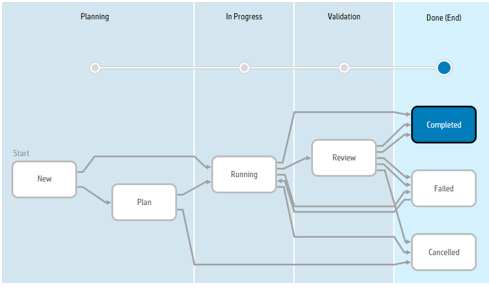 Planning
In Progress
Validation
Done (End)
Start
New
Plan
Running
Review
Completed
Failed
Cancelled